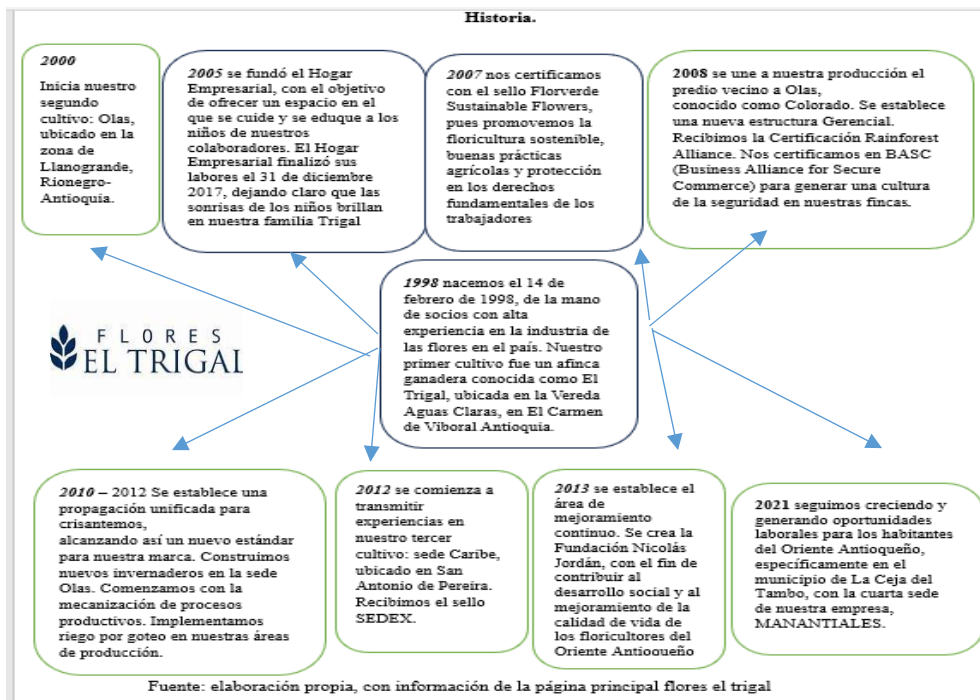 Historia.
2000
Inicia nuestro
segundo
cultivo: Olas,
ubicado en la
zona de
Llanogrande,
Rionegro-
Antioquia.
2005 se fundó el Hogar
Empresarial, con el objetivo
de ofrecer un espacio en el
que se cuide y se eduque a los
niños de nuestros
colaboradores. El Hogar
Empresarial finalizó sus
labores el 31 de diciembre
2017, dejando claro que las
sonrisas de los niños brillan
en nuestra familia Trigal
2007 nos certificamos
con el sello Florverde
Sustainable Flowers,
pues promovemos la
floricultura sostenible,
buenas prácticas
agrícolas y protección
en los derechos
fundamentales de los
trabajadores
2008 se une a nuestra producción el
predio vecino a Olas,
conocido como Colorado. Se establece
una nueva estructura Gerencial.
Recibimos la Certificación Rainforest
Alliance. Nos certificamos en BASC
(Business Alliance for Secure
Commerce) para generar una cultura
de la seguridad en nuestras fincas.
1998 nacemos el 14 de
febrero de 1998, de la mano
de socios con alta
experiencia en la industria de
las flores en el país. Nuestro
primer cultivo fue un afinca
ganadera conocida como El
Trigal, ubicada en la Vereda
Aguas Claras, en El Carmen
de Viboral Antioquia.
FLORES
EL TRIGAL
2010 – 2012 Se establece una
propagación unificada para
crisantemos,
alcanzando así un nuevo estándar
para nuestra marca. Construimos
nuevos invernaderos en la sede
Olas. Comenzamos con la
mecanización de procesos
productivos. Implementamos
riego por goteo en nuestras áreas
de producción.
2012 se comienza a
transmitir
experiencias en
nuestro tercer
cultivo: sede Caribe,
ubicado en San
Antonio de Pereira.
Recibimos el sello
SEDEX.
2013 se establece el
área de
mejoramiento
continuo. Se crea la
Fundación Nicolás
Jordán, con el fin de
contribuir al
desarrollo social y al
mejoramiento de la
calidad de vida de
los floricultores del
Oriente Antioqueño
2021 seguimos creciendo y
generando oportunidades
laborales para los habitantes
del Oriente Antioqueño,
específicamente en el
municipio de La Ceja del
Tambo, con la cuarta sede
de nuestra empresa,
MANANTIALES.
Fuente: elaboración propia, con información de la página principal flores el trigal